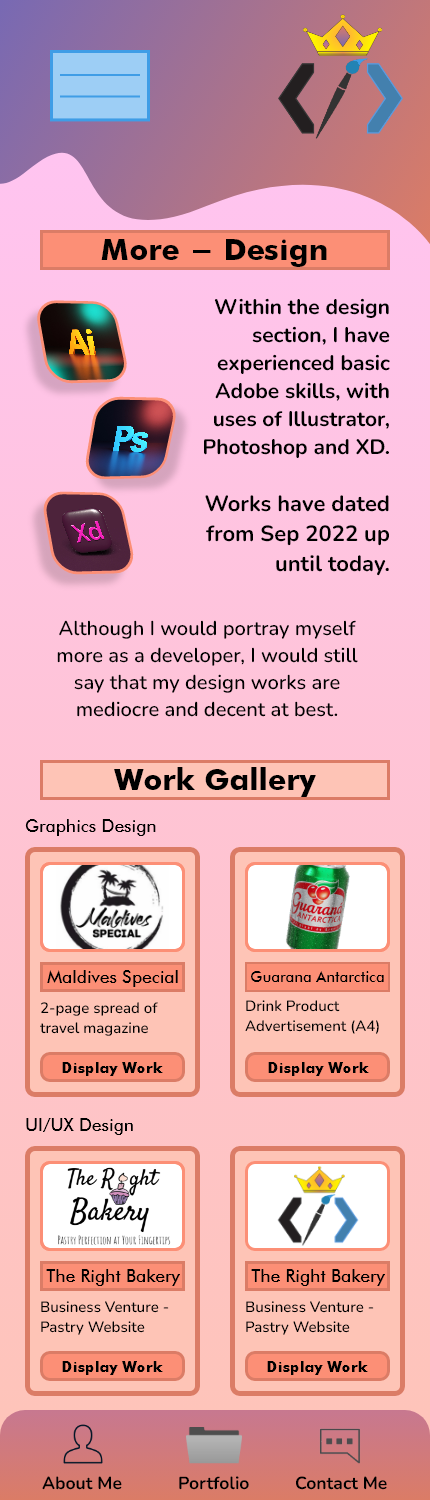 More – Design
Ai
Ps
Xd
Within the design
section, I have
experienced basic
Adobe skills, with
uses of Illustrator,
Photoshop and XD.
Works have dated
from Sep 2022 up
until today.
Although I would portray myself
more as a developer, I would still
say that my design works are
mediocre and decent at best.
Work Gallery
Graphics Design
Maldives
SPECIAL
Maldives Special
2-page spread of
travel magazine
Display Work
Guaraná
ANTARCTICA
Guarana Antarctica
Drink Product
Advertisement (A4)
Display Work
UI/UX Design
The Right
Bakery
PASTRY PERFECTION AT YOUR FINGERTIPS
The Right Bakery
Business Venture -
Pastry Website
Display Work
The Right Bakery
Business Venture -
Pastry Website
Display Work
About Me
Portfolio
Contact Me